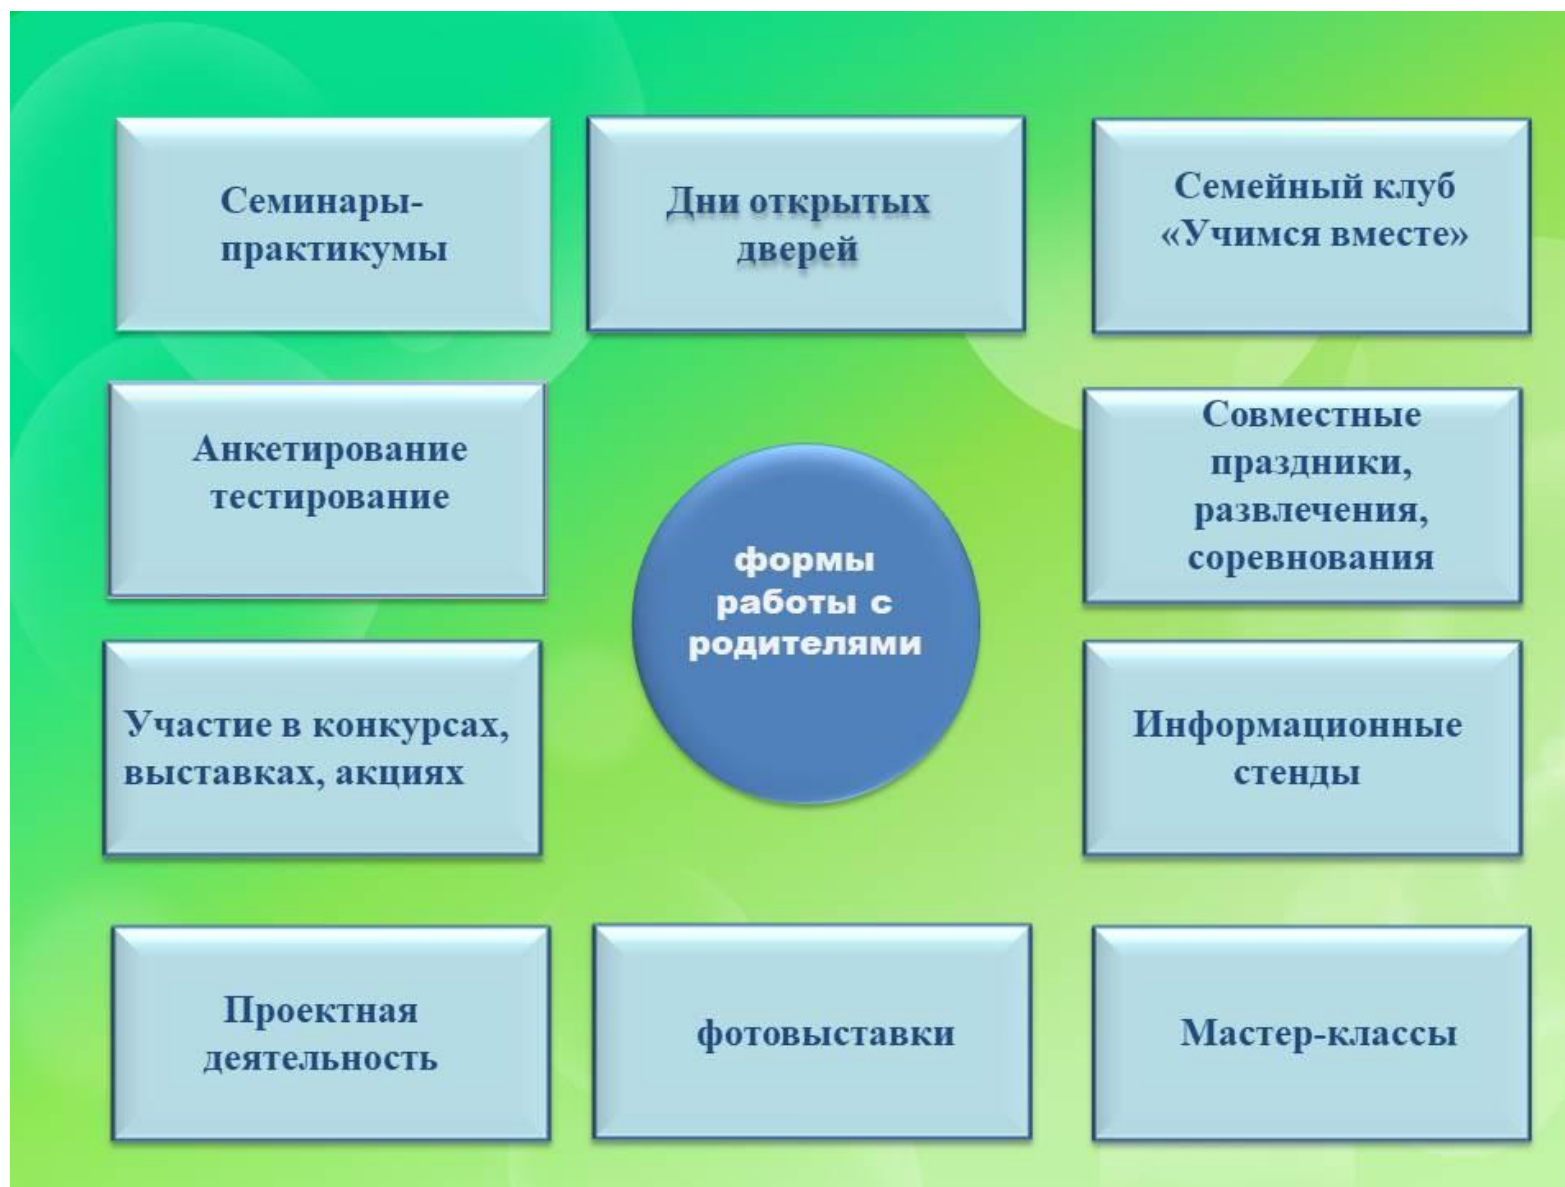 Семинары-
практикумы
Дни открытых
дверей
Семейный клуб
«Учимся вместе»
Анкетирование
тестирование
Совместные
праздники,
развлечения,
соревнования
формы
работы с
родителями
Участие в конкурсах,
выставках, акциях
Информационные
стенды
Проектная
деятельность
фотовыставки
Мастер-классы